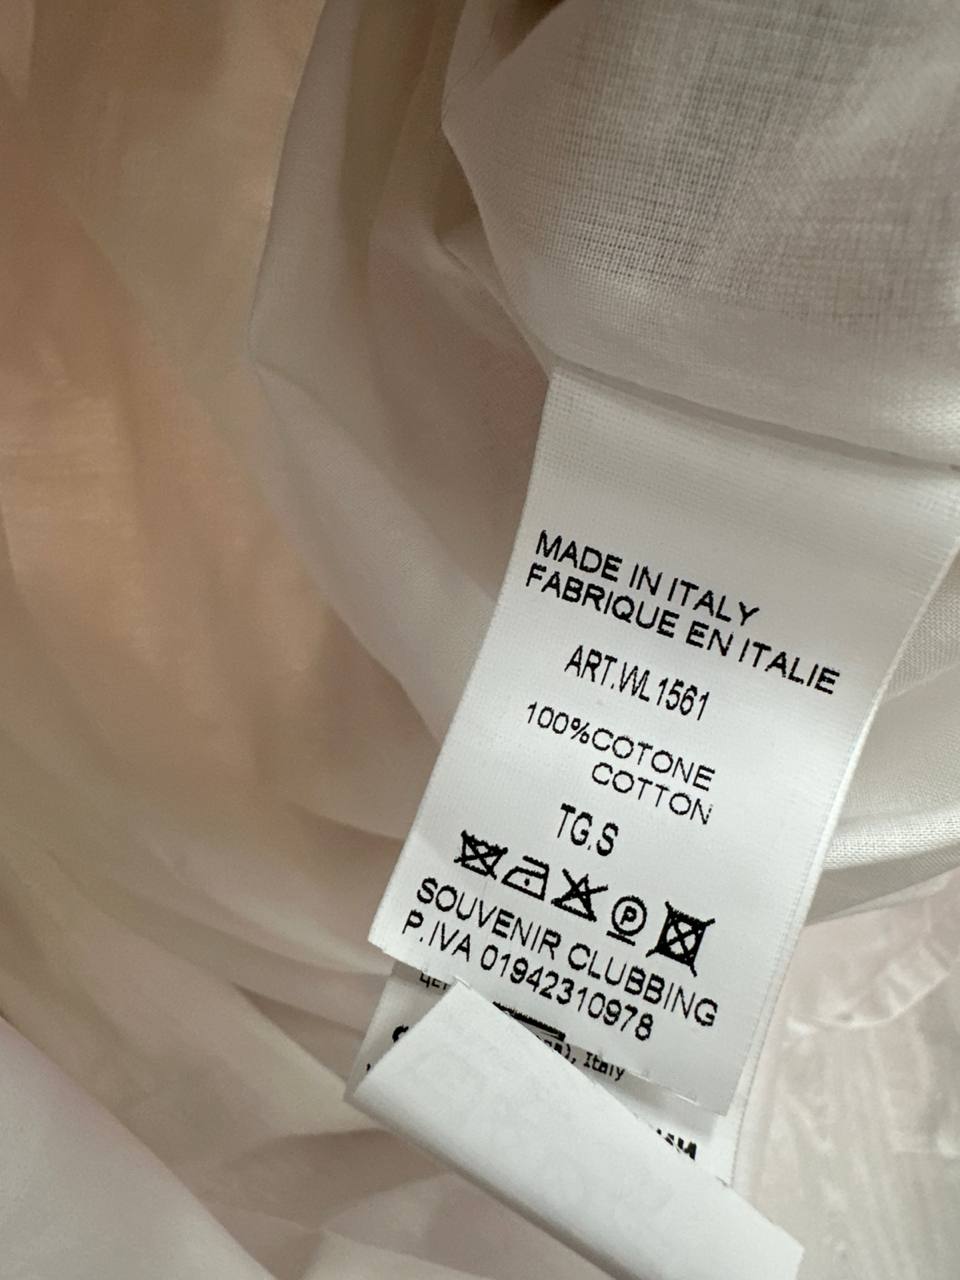 MADE IN ITALY
FABRIQUE EN ITALIE
ART.WL1561
100%COTONE
COTTON
TG.S
P
SOUVENIR CLUBBING
P.IVA 01942310978
, Italy